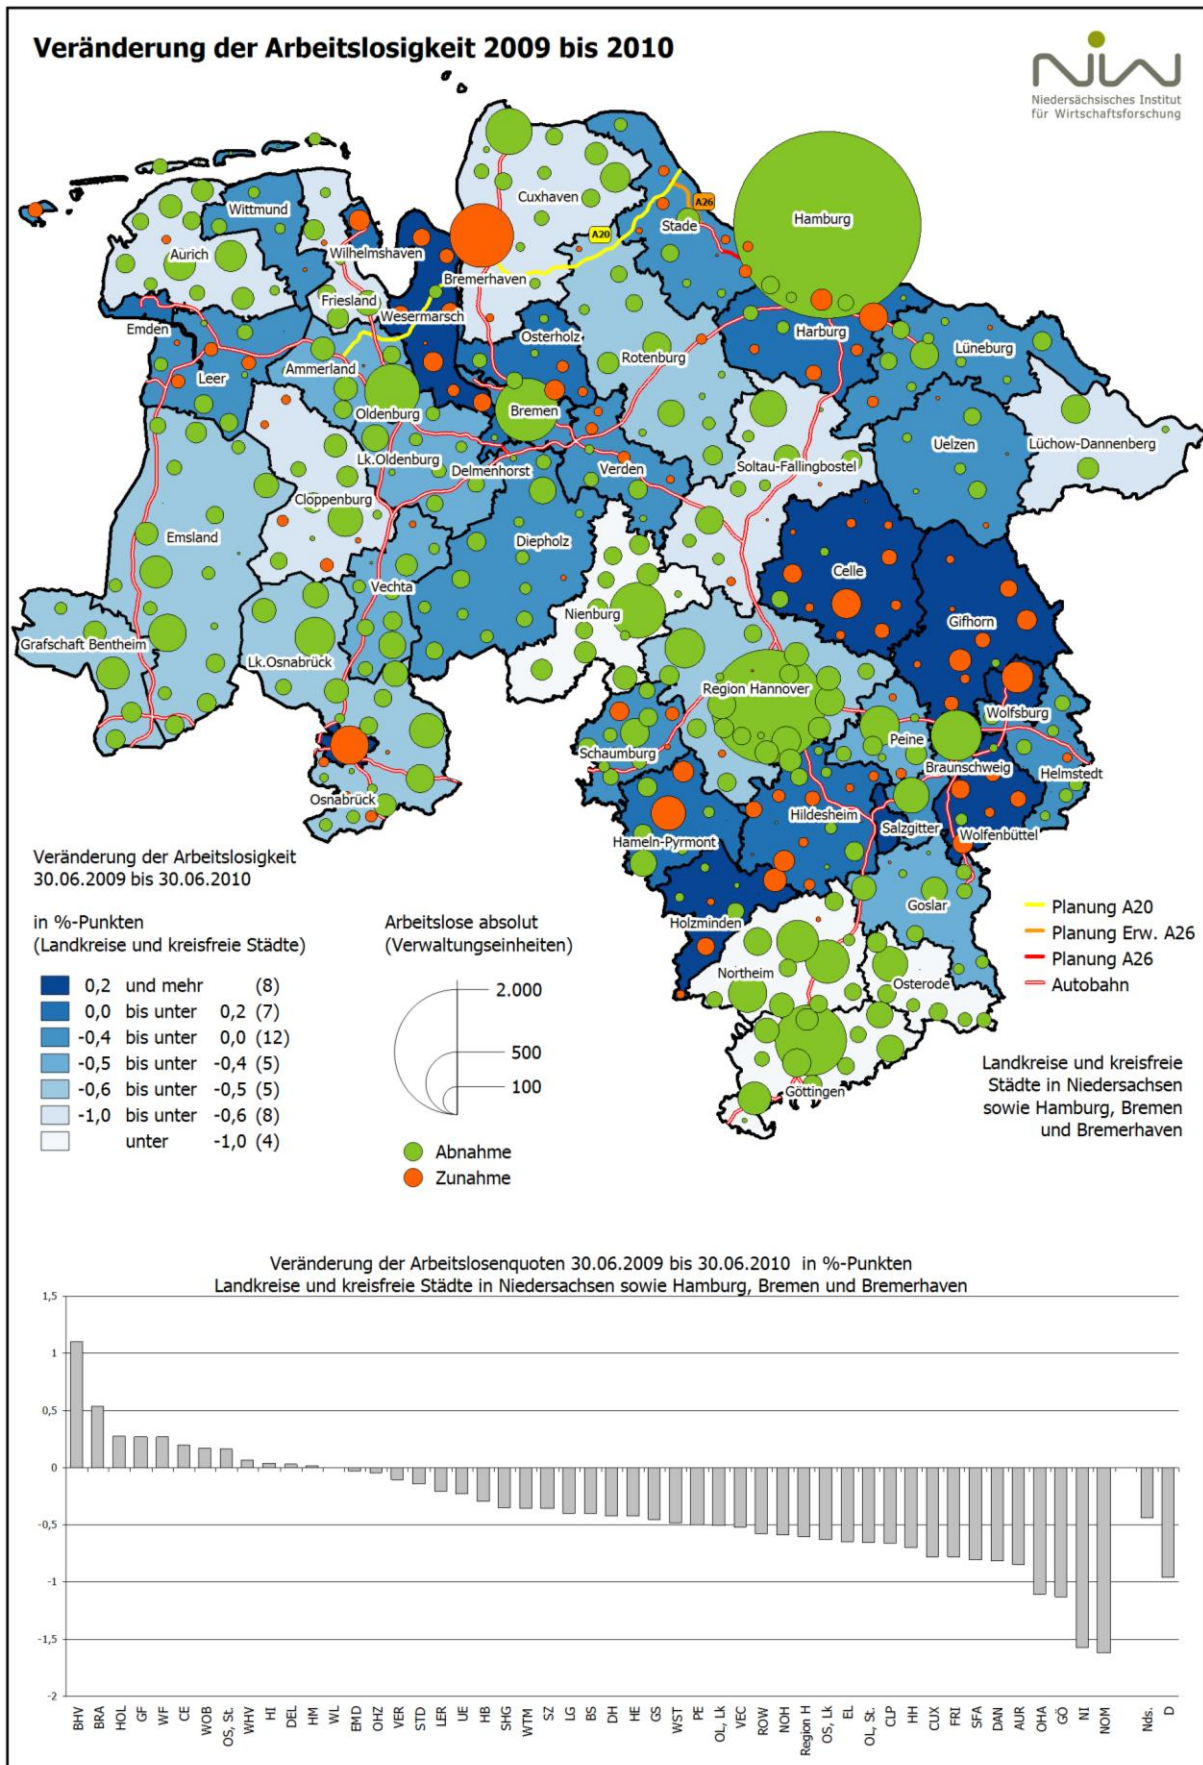 Veränderung der Arbeitslosigkeit 2009 bis 2010
NIW
Niedersächsisches Institut
für Wirtschaftsforschung
Hamburg
Cuxhaven
A26
Stade
A20
Wittmund
Aurich
Wilhelmshaven
Bremerhaven
Friesland
Wesermarsch
Emden
Osterholz
Harburg
Lüneburg
Rotenburg
Ammerland
Leer
Oldenburg
Bremen
Uelzen
Lüchow-Dannenberg
Lk.Oldenburg
Delmenhorst
Verden
Soltau-Fallingbostel
Cloppenburg
Emsland
Diepholz
Celle
Vechta
Gifhorn
Nienburg
Grafschaft Bentheim
Lk.Osnabrück
Region Hannover
Wolfsburg
Peine
Schaumburg
Braunschweig
Helmstedt
Osnabrück
Hildesheim
Salzgitter
Wolfenbüttel
Hameln-Pyrmont
Goslar
Holzminden
Northeim
Osterode
Göttingen
Veränderung der Arbeitslosigkeit
30.06.2009 bis 30.06.2010
in %-Punkten
(Landkreise und kreisfreie Städte)
0,2 und mehr (8)
0,0 bis unter 0,2 (7)
-0,4 bis unter 0,0 (12)
-0,5 bis unter -0,4 (5)
-0,6 bis unter -0,5 (5)
-1,0 bis unter -0,6 (8)
unter -1,0 (4)
Arbeitslose absolut
(Verwaltungseinheiten)
2.000
500
100
Abnahme
Zunahme
Planung A20
Planung Erw. A26
Planung A26
Autobahn
Landkreise und kreisfreie
Städte in Niedersachsen
sowie Hamburg, Bremen
und Bremerhaven
Veränderung der Arbeitslosenquoten 30.06.2009 bis 30.06.2010 in %-Punkten
Landkreise und kreisfreie Städte in Niedersachsen sowie Hamburg, Bremen und Bremerhaven
1,5
1
0,5
0
-0,5
-1
-1,5
-2
BHV BRA HOL GF WF CE WOB OS, St. WHV HI DEL HM WL EMD OHZ VER STD LER UE HB SHG WTM SZ LG BS DH HE GS WST PE OL, Lk VEC ROW NOH Region H OS, Lk EL OL, St. CLP HH CUX FRI SFA DAN AUR OHA GÖ NI NOM Nds. D